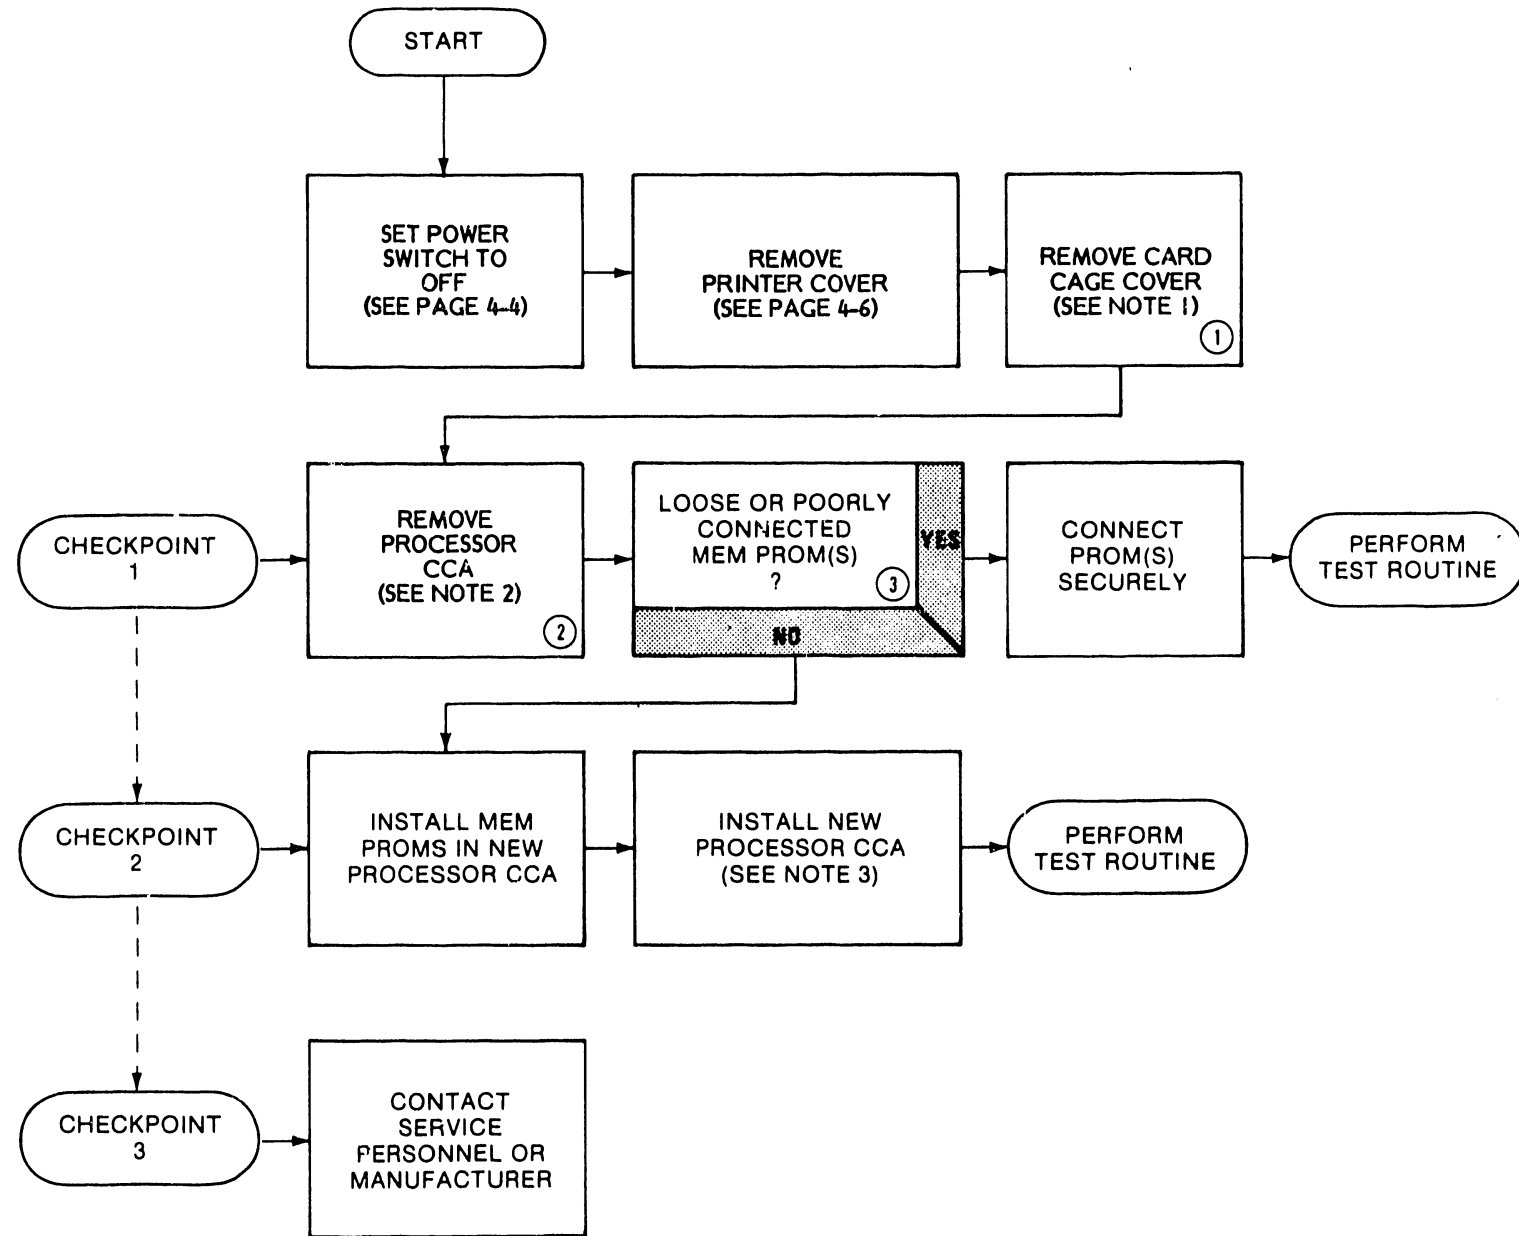 START
SET POWER
SWITCH TO
OFF
(SEE PAGE 4-4)
REMOVE
PRINTER COVER
(SEE PAGE 4-6)
REMOVE CARD
CAGE COVER
(SEE NOTE 1)
1
CHECKPOINT
1
REMOVE
PROCESSOR
CCA
(SEE NOTE 2)
2
LOOSE OR POORLY
CONNECTED
MEM PROM(S)
?
3
YES
NO
CONNECT
PROM(S)
SECURELY
PERFORM
TEST ROUTINE
CHECKPOINT
2
INSTALL MEM
PROMS IN NEW
PROCESSOR CCA
INSTALL NEW
PROCESSOR CCA
(SEE NOTE 3)
PERFORM
TEST ROUTINE
CHECKPOINT
3
CONTACT
SERVICE
PERSONNEL OR
MANUFACTURER